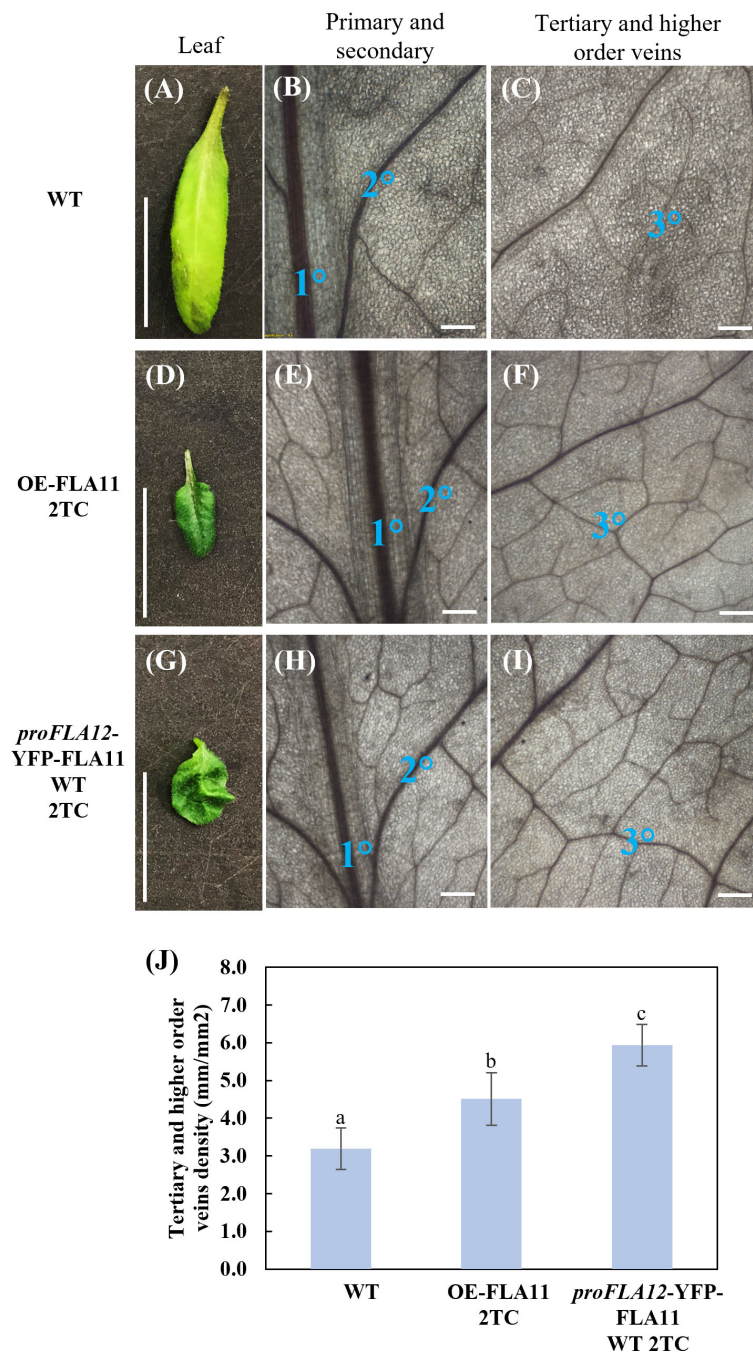 Leaf
Primary and
secondary
Tertiary and higher
order veins
WT
(A)
(B)
2°
1°
(C)
3°
OE-FLA11
2TC
(D)
(E)
1°
2°
(F)
3°
proFLA12-
YFP-FLA11
WT
2TC
(G)
(H)
2°
1°
(I)
3°
(J)
Tertiary and higher order
veins density (mm/mm2)
8.0
7.0
6.0
5.0
4.0
3.0
2.0
1.0
0.0
a
b
c
WT
OE-FLA11
2TC
proFLA12-YFP-
FLA11
WT 2TC